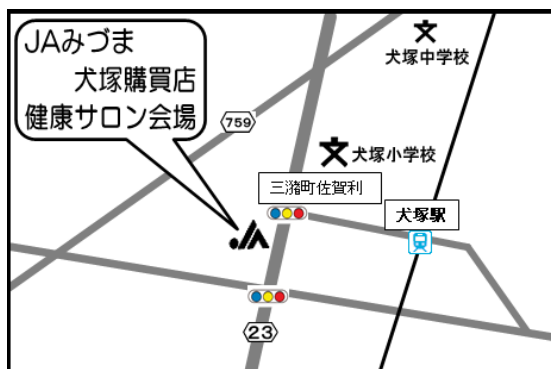 JAみづま
犬塚購買店
健康サロン会場
犬塚中学校
759
犬塚小学校
三潴町佐賀利
犬塚駅
JA
23